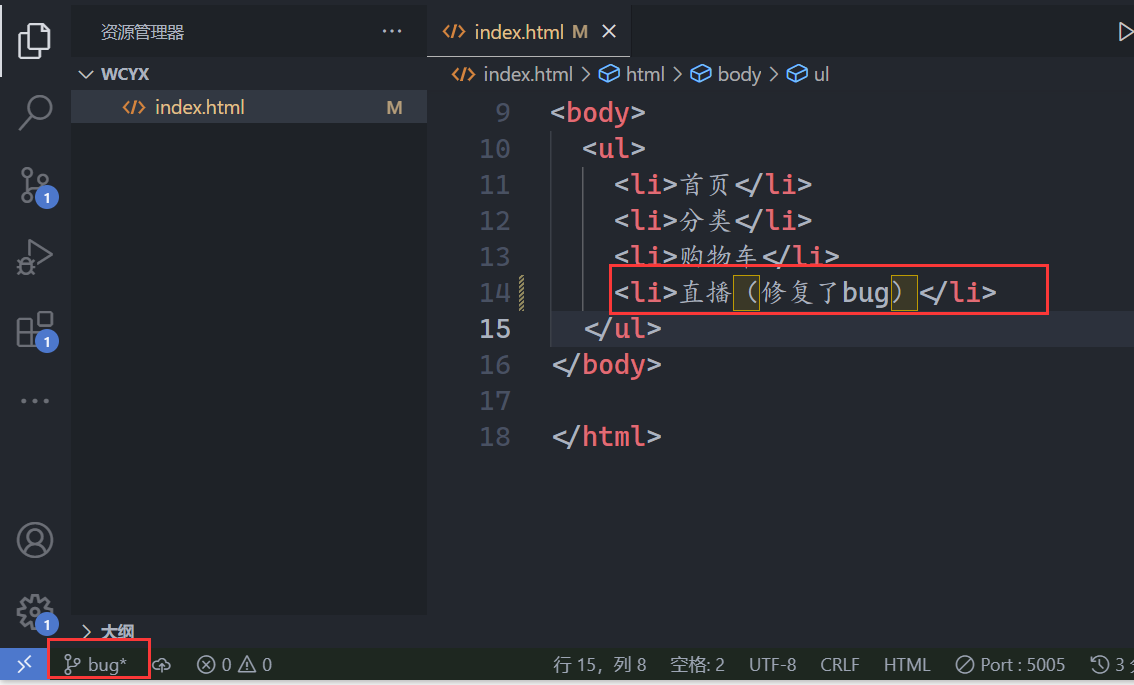 资源管理器 ...
WCYX
index.html M
大纲
index.html M
index.html > html > body > ul
9 <body>
10 <ul>
11 <li>首页</li>
12 <li>分类</li>
13 <li>购物车</li>
14 <li>直播（修复了bug）</li>
15 </ul>
16 </body>
17
18 </html>
1
1
1
bug* 0 0 行 15，列 8 空格: 2 UTF-8 CRLF HTML Port : 5005 3